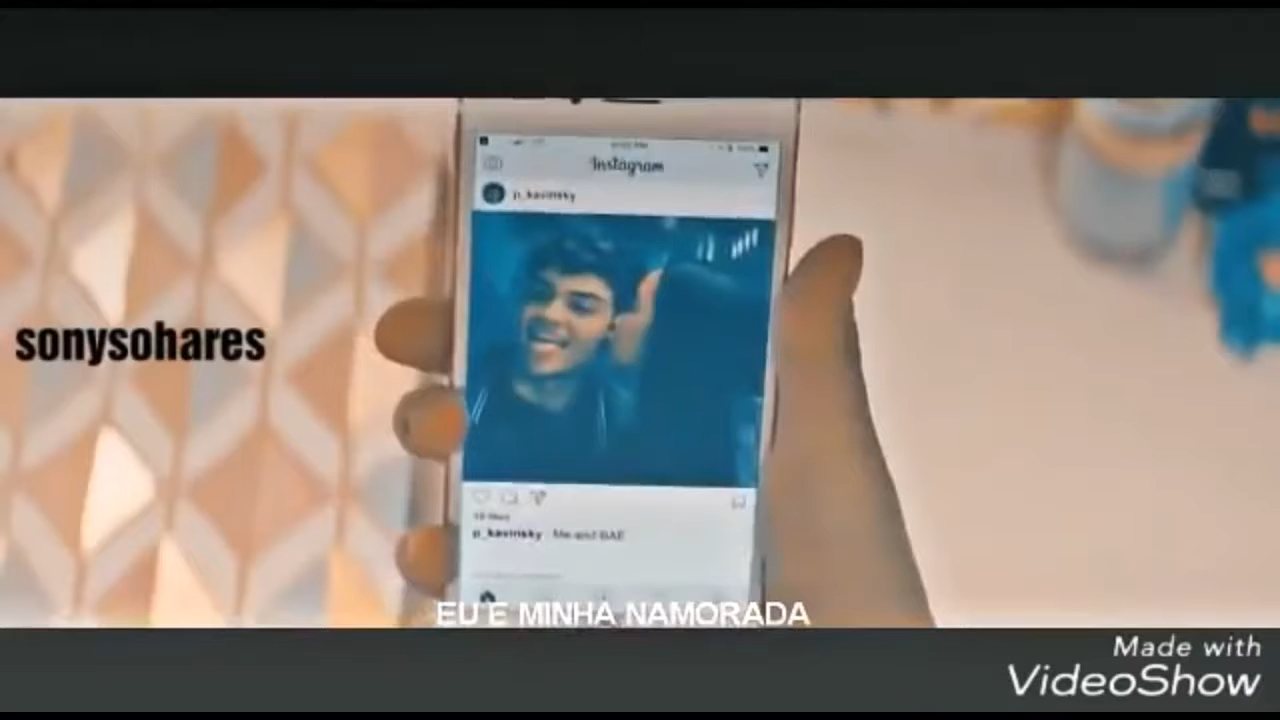 Instagram
p_kavinsky
sonysohares
p_kavinsky Me and BAE
EU E MINHA NAMORADA
Made with
VideoShow